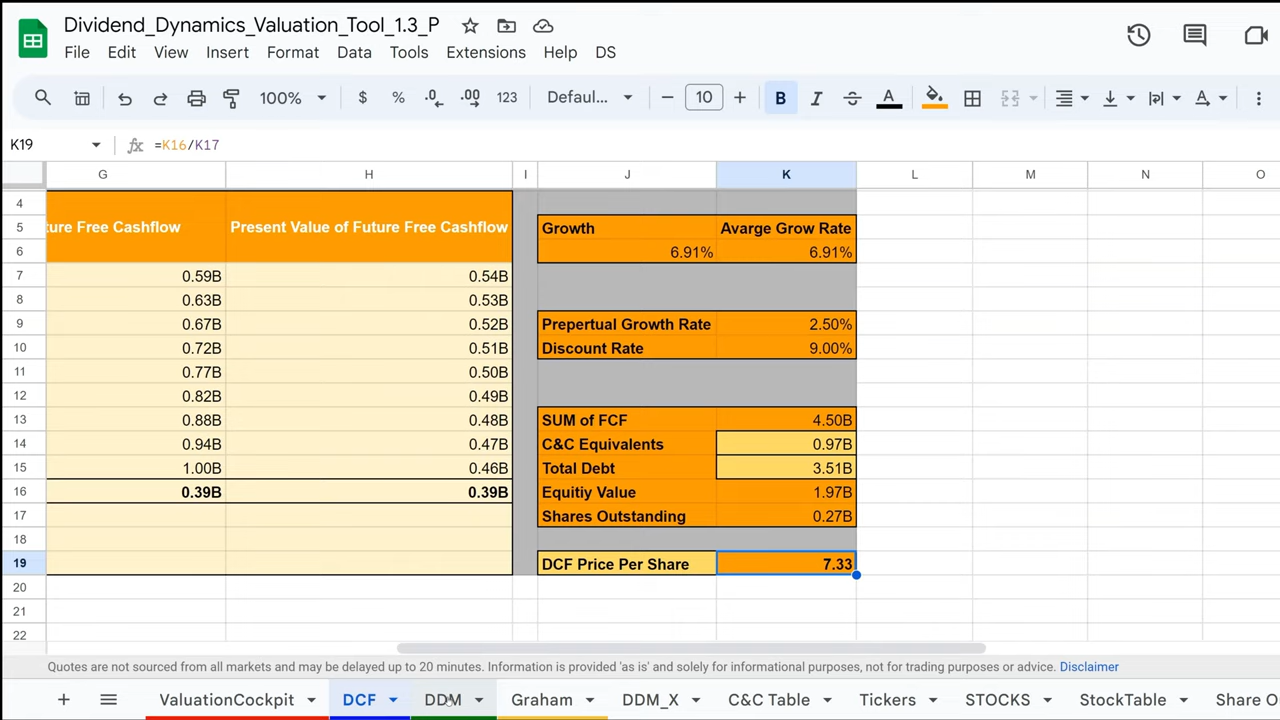 Dividend_Dynamics_Valuation_Tool_1.3_P
File Edit View Insert Format Data Tools Extensions Help DS
100% $ % .0 .00 123 Defaul... − 10 + B I A A
K19 fx =K16/K17
G H I J K L M N O
4
5 ture Free Cashflow Present Value of Future Free Cashflow Growth Avarge Grow Rate
6 6.91% 6.91%
7 0.59B 0.54B
8 0.63B 0.53B
9 0.67B 0.52B Prepertual Growth Rate 2.50%
10 0.72B 0.51B Discount Rate 9.00%
11 0.77B 0.50B
12 0.82B 0.49B
13 0.88B 0.48B SUM of FCF 4.50B
14 0.94B 0.47B C&C Equivalents 0.97B
15 1.00B 0.46B Total Debt 3.51B
16 0.39B 0.39B Equitiy Value 1.97B
17 Shares Outstanding 0.27B
18
19 DCF Price Per Share 7.33
20
21
22
Quotes are not sourced from all markets and may be delayed up to 20 minutes. Information is provided 'as is' and solely for informational purposes, not for trading purposes or advice. Disclaimer
+ ValuationCockpit DCF DDM Graham DDM_X C&C Table Tickers STOCKS StockTable Share O